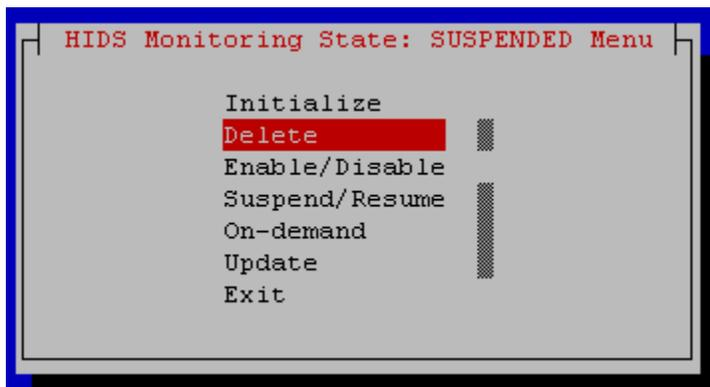 HIDS Monitoring State: SUSPENDED Menu
Initialize
Delete
Enable/Disable
Suspend/Resume
On-demand
Update
Exit